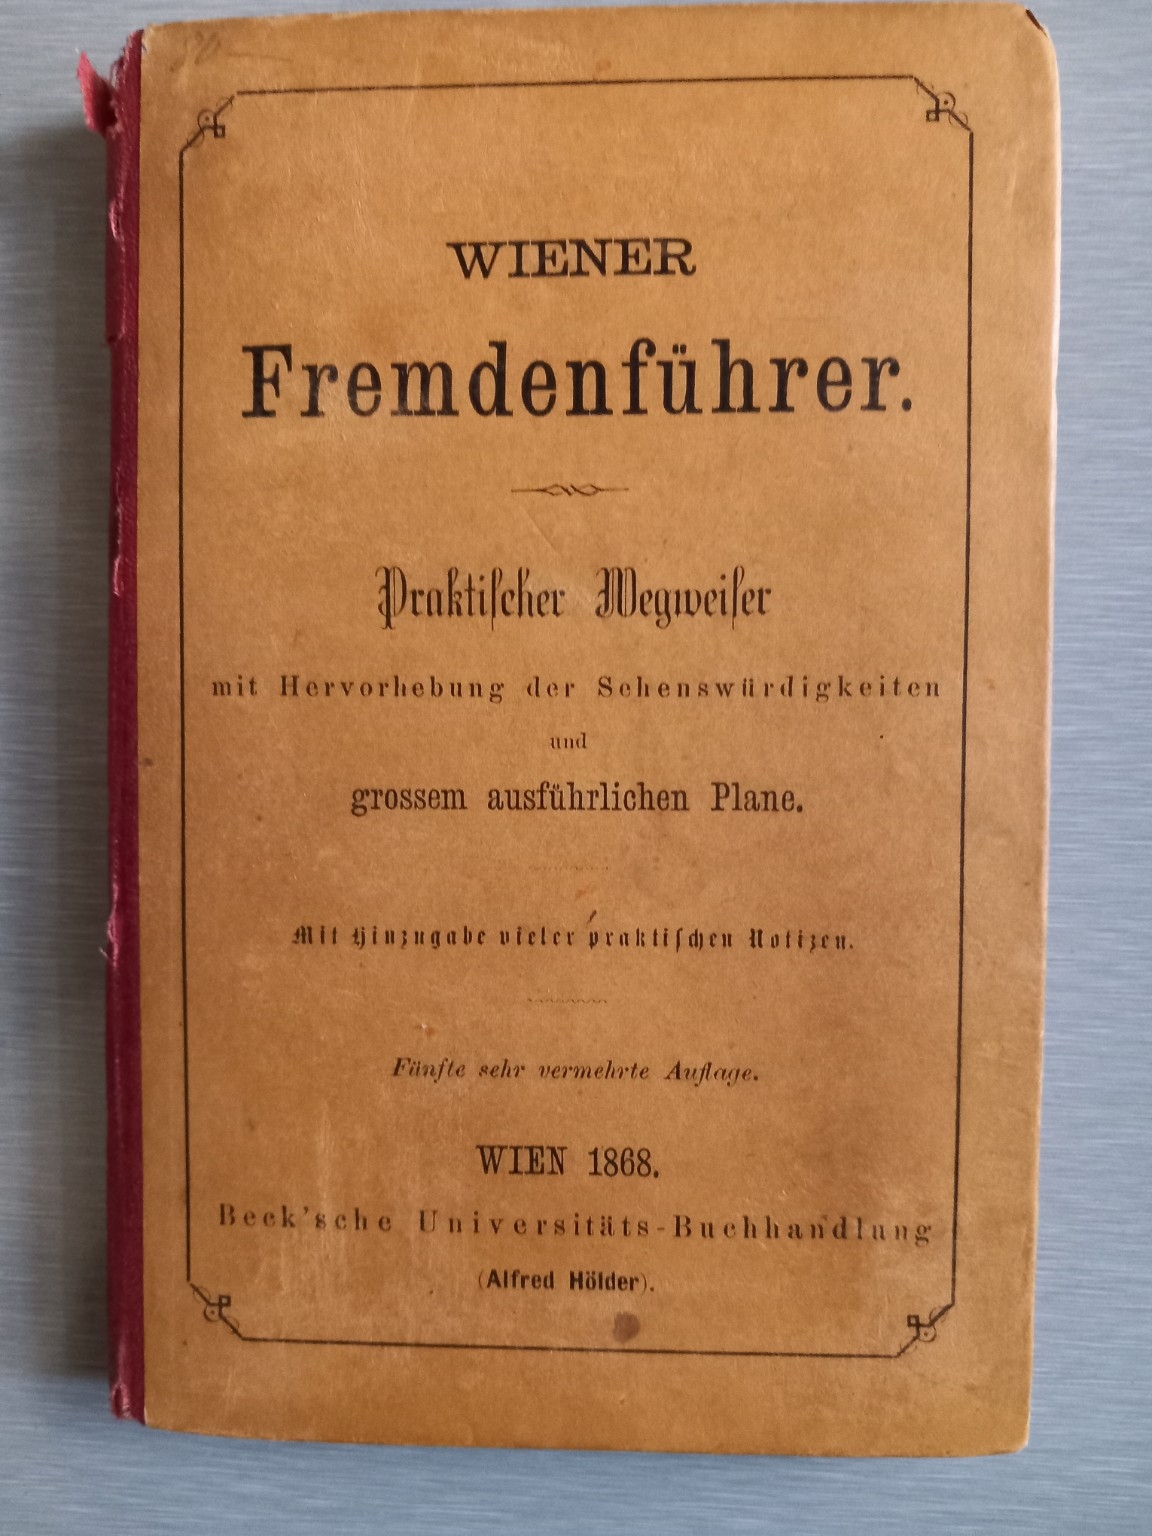 WIENER
Fremdenführer.
Praktiſcher Wegweiſer
mit Hervorhebung der Sehenswürdigkeiten
und
grossem ausführlichen Plane.
Mit Hinzugabe vieler praktiſchen Notizen.
Fünfte sehr vermehrte Auflage.
WIEN 1868.
Beck'sche Universitäts-Buchhandlung
(Alfred Hölder).